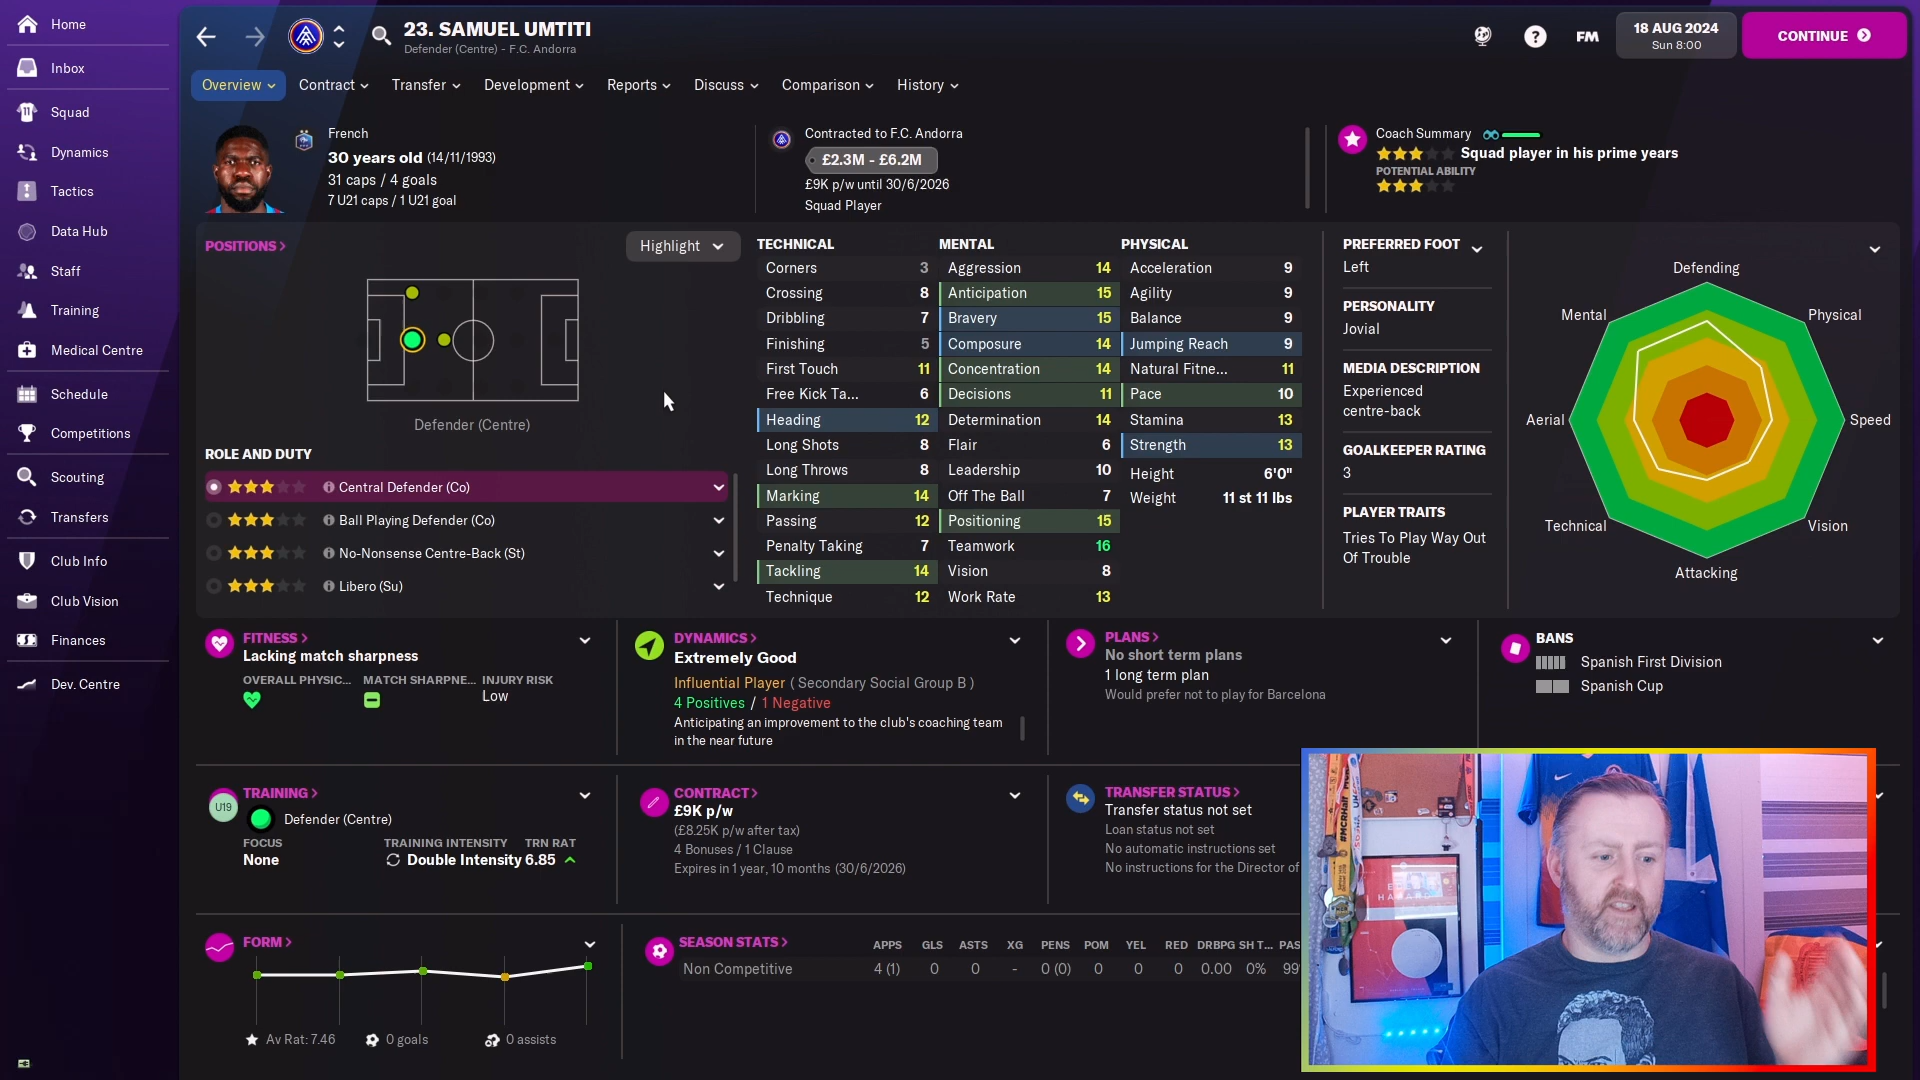 Home
Inbox
Squad
Dynamics
Tactics
Data Hub
Staff
Training
Medical Centre
Schedule
Competitions
Scouting
Transfers
Club Info
Club Vision
Finances
Dev. Centre
23. SAMUEL UMTITI
Defender (Centre) - F.C. Andorra
FM
18 AUG 2024
Sun 8:00
CONTINUE
Overview
Contract
Transfer
Development
Reports
Discuss
Comparison
History
French
30 years old (14/11/1993)
31 caps / 4 goals
7 U21 caps / 1 U21 goal
Contracted to F.C. Andorra
£2.3M - £6.2M
£9K p/w until 30/6/2026
Squad Player
Coach Summary
Squad player in his prime years
POTENTIAL ABILITY
POSITIONS >
Highlight
Defender (Centre)
ROLE AND DUTY
Central Defender (Co)
Ball Playing Defender (Co)
No-Nonsense Centre-Back (St)
Libero (Su)
TECHNICAL
Corners 3
Crossing 8
Dribbling 7
Finishing 5
First Touch 11
Free Kick Ta... 6
Heading 12
Long Shots 8
Long Throws 8
Marking 14
Passing 12
Penalty Taking 7
Tackling 14
Technique 12
MENTAL
Aggression 14
Anticipation 15
Bravery 15
Composure 14
Concentration 14
Decisions 11
Determination 14
Flair 6
Leadership 10
Off The Ball 7
Positioning 15
Teamwork 16
Vision 8
Work Rate 13
PHYSICAL
Acceleration 9
Agility 9
Balance 9
Jumping Reach 9
Natural Fitne... 11
Pace 10
Stamina 13
Strength 13
Height 6'0"
Weight 11 st 11 lbs
PREFERRED FOOT
Left
PERSONALITY
Jovial
MEDIA DESCRIPTION
Experienced
centre-back
GOALKEEPER RATING
3
PLAYER TRAITS
Tries To Play Way Out
Of Trouble
Defending
Mental
Physical
Aerial
Speed
Technical
Vision
Attacking
FITNESS >
Lacking match sharpness
OVERALL PHYSIC... MATCH SHARPNE... INJURY RISK
Low
DYNAMICS >
Extremely Good
Influential Player ( Secondary Social Group B )
4 Positives / 1 Negative
Anticipating an improvement to the club's coaching team
in the near future
PLANS >
No short term plans
1 long term plan
Would prefer not to play for Barcelona
BANS
Spanish First Division
Spanish Cup
TRAINING >
U19
Defender (Centre)
FOCUS TRAINING INTENSITY TRN RAT
None Double Intensity 6.85
CONTRACT >
£9K p/w
(£8.25K p/w after tax)
4 Bonuses / 1 Clause
Expires in 1 year, 10 months (30/6/2026)
TRANSFER STATUS >
Transfer status not set
Loan status not set
No automatic instructions set
No instructions for the Director of
FORM >
Av Rat: 7.46
0 goals
0 assists
SEASON STATS > APPS GLS ASTS XG PENS POM YEL RED DRBPG SH T... PAS
Non Competitive 4 (1) 0 0 - 0 (0) 0 0 0 0.00 0% 99